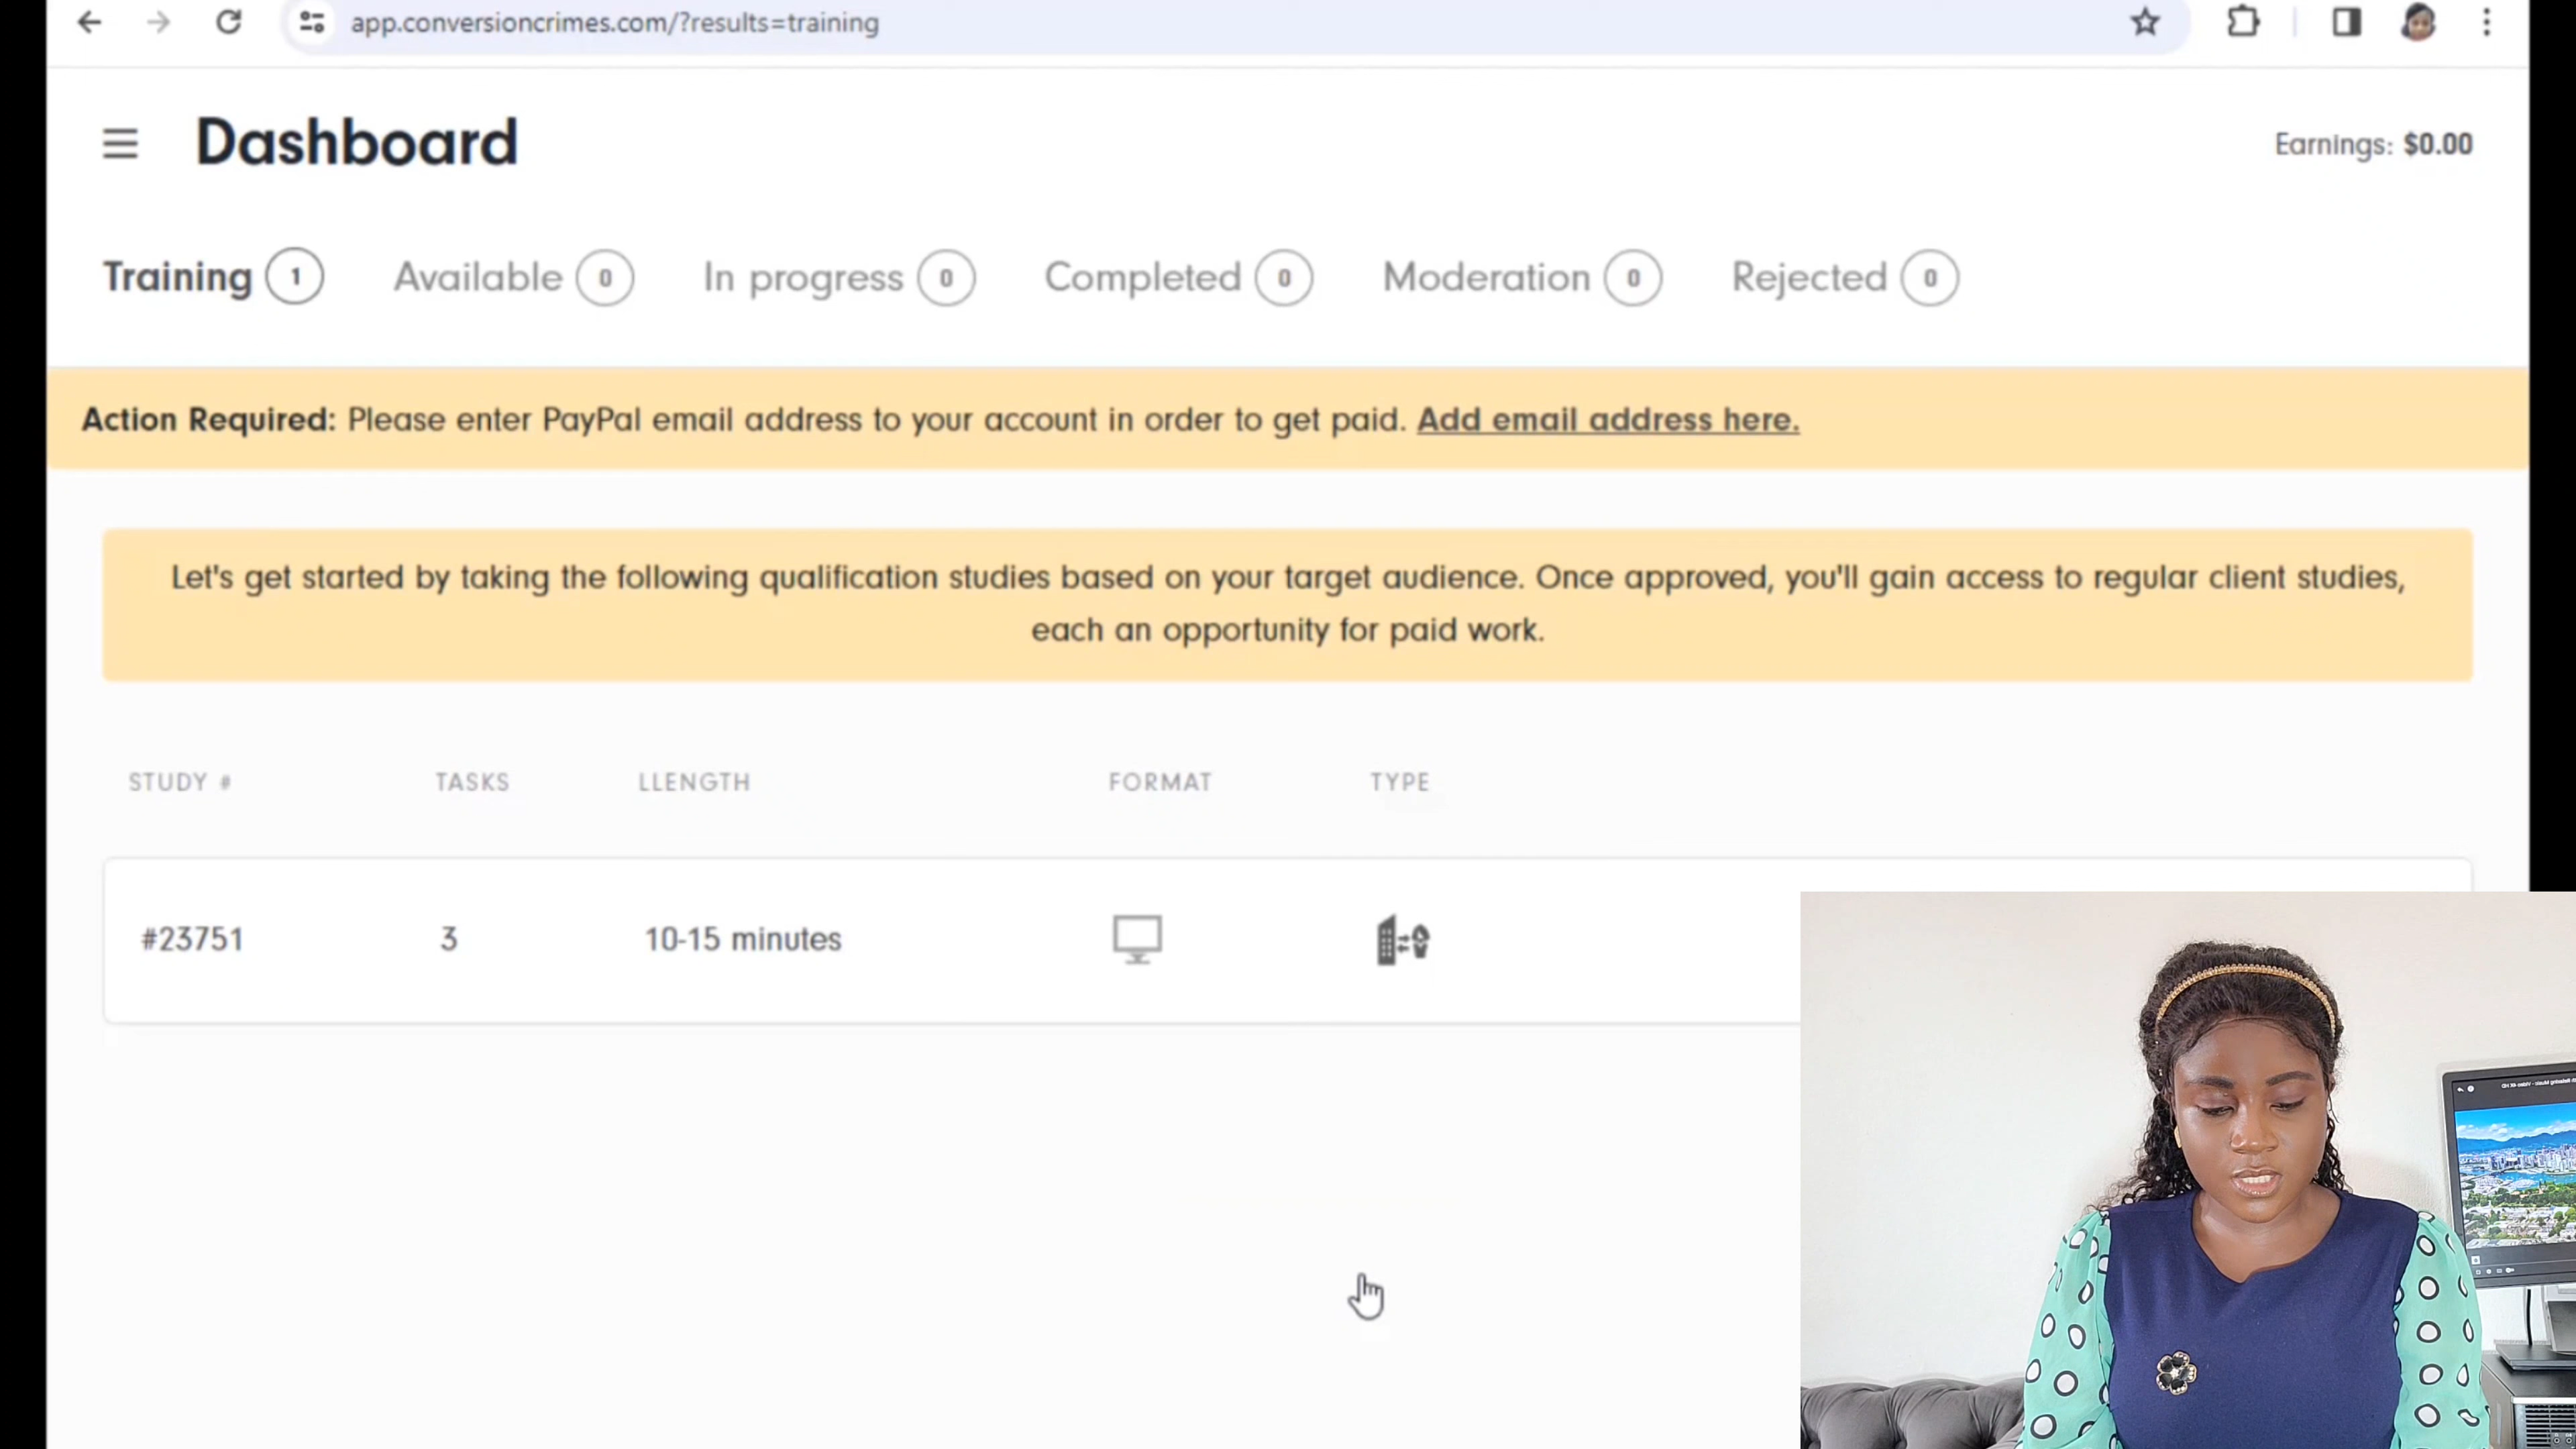 app.conversioncrimes.com/?results=training
Dashboard
Earnings: $0.00
Training 1 Available 0 In progress 0 Completed 0 Moderation 0 Rejected 0
Action Required: Please enter PayPal email address to your account in order to get paid. Add email address here.
Let's get started by taking the following qualification studies based on your target audience. Once approved, you'll gain access to regular client studies,
each an opportunity for paid work.
STUDY # TASKS LLENGTH FORMAT TYPE
#23751 3 10-15 minutes